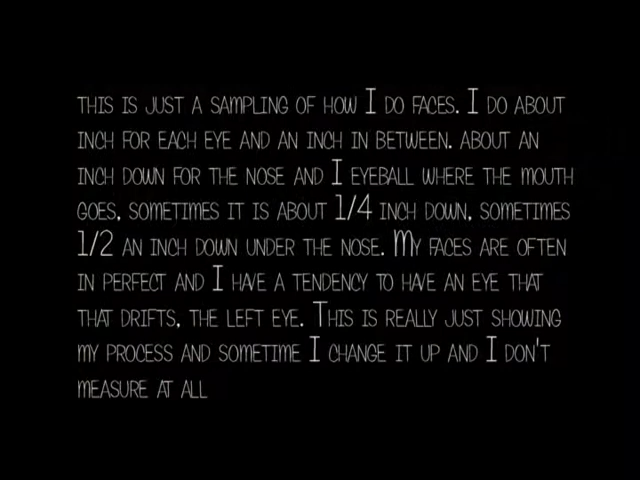 THIS IS JUST A SAMPLING OF HOW I DO FACES. I DO ABOUT
INCH FOR EACH EYE AND AN INCH IN BETWEEN. ABOUT AN
INCH DOWN FOR THE NOSE AND I EYEBALL WHERE THE MOUTH
GOES, SOMETIMES IT IS ABOUT 1/4 INCH DOWN, SOMETIMES
1/2 AN INCH DOWN UNDER THE NOSE. MY FACES ARE OFTEN
IN PERFECT AND I HAVE A TENDENCY TO HAVE AN EYE THAT
THAT DRIFTS, THE LEFT EYE. THIS IS REALLY JUST SHOWING
MY PROCESS AND SOMETIME I CHANGE IT UP AND I DON'T
MEASURE AT ALL